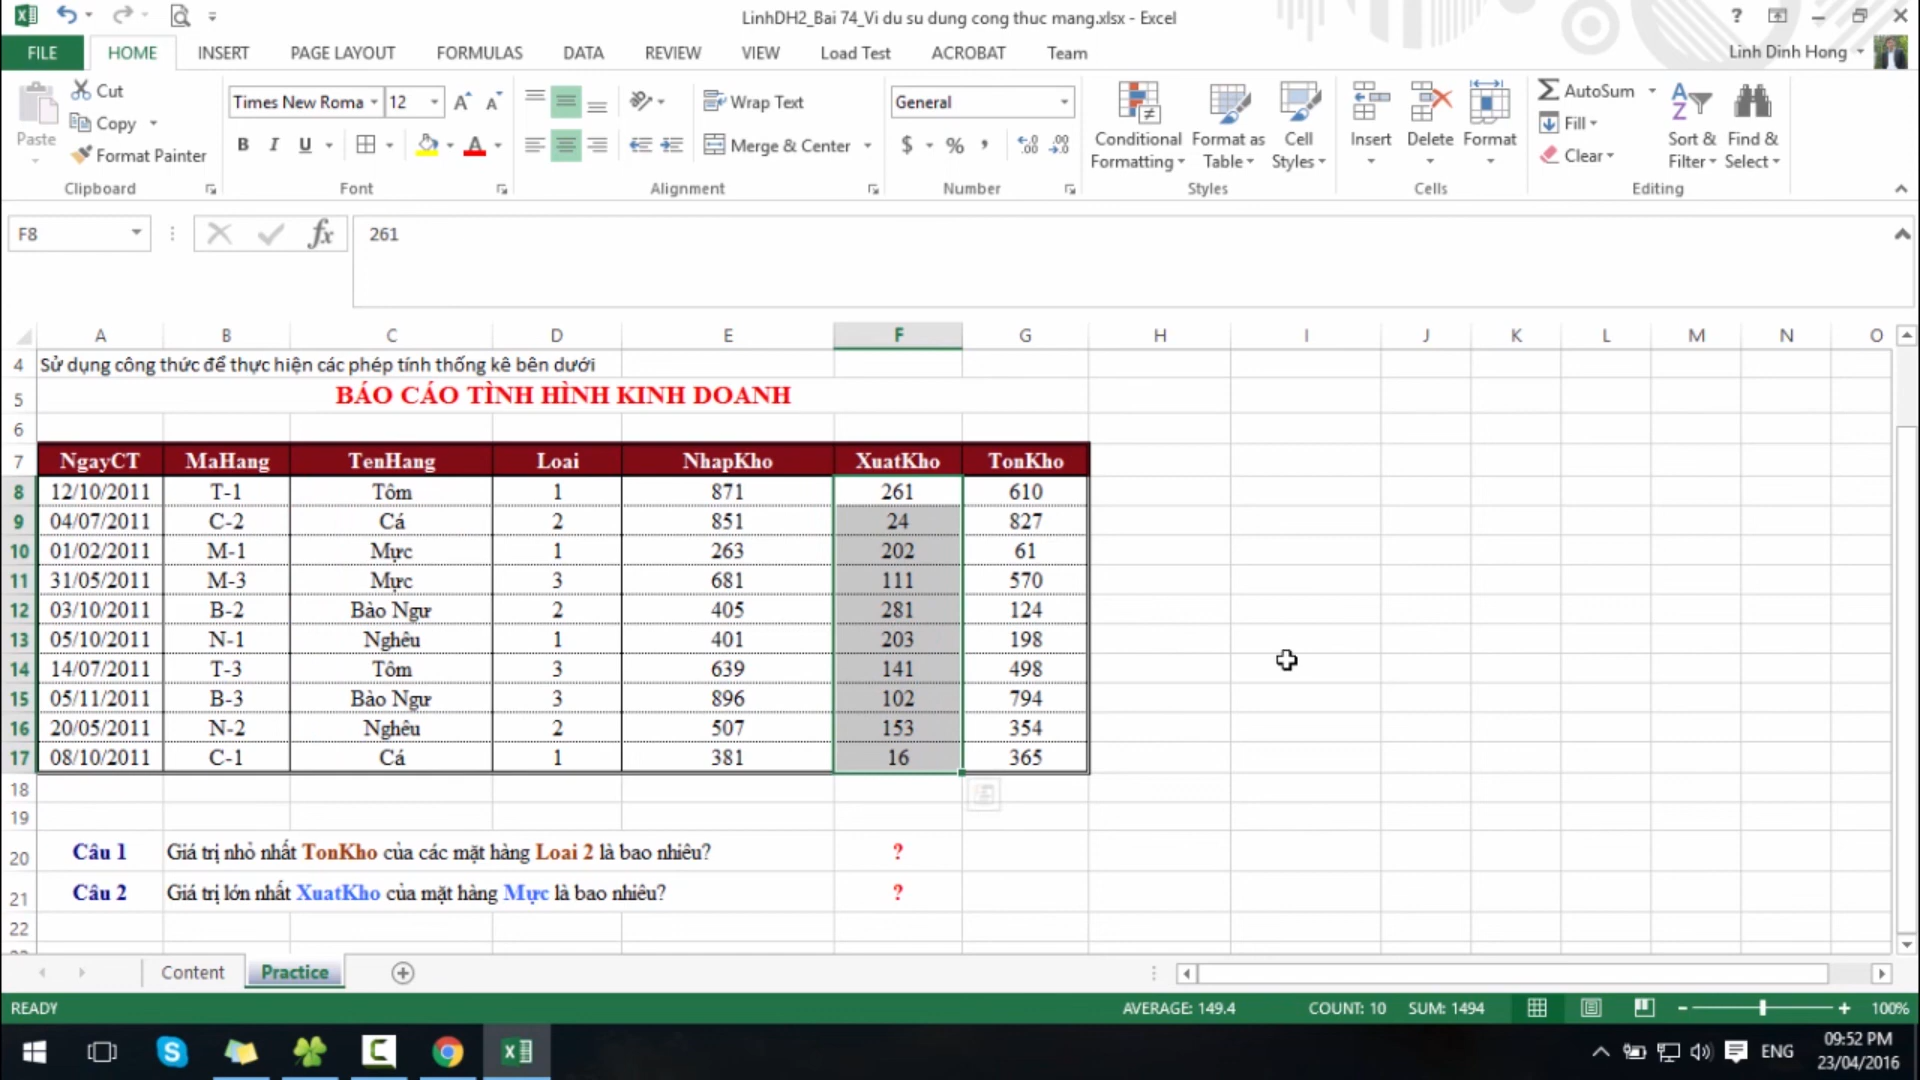 LinhDH2_Bai 74_Vi du su dung cong thuc mang.xlsx - Excel
?
FILE HOME INSERT PAGE LAYOUT FORMULAS DATA REVIEW VIEW Load Test ACROBAT Team Linh Dinh Hong
Paste Cut Copy Format Painter
Clipboard
Times New Roma 12
B I U A
Font
Wrap Text
Merge & Center
Alignment
General
$ % ,
Number
Conditional Formatting Format as Table Cell Styles
Styles
Insert Delete Format
Cells
AutoSum Fill Clear Sort & Filter Find & Select
Editing
F8 fx 261
A B C D E F G H I J K L M N O
4 Sử dụng công thức để thực hiện các phép tính thống kê bên dưới
5 BÁO CÁO TÌNH HÌNH KINH DOANH
6
7 NgayCT MaHang TenHang Loai NhapKho XuatKho TonKho
8 12/10/2011 T-1 Tôm 1 871 261 610
9 04/07/2011 C-2 Cá 2 851 24 827
10 01/02/2011 M-1 Mực 1 263 202 61
11 31/05/2011 M-3 Mực 3 681 111 570
12 03/10/2011 B-2 Bào Ngư 2 405 281 124
13 05/10/2011 N-1 Nghêu 1 401 203 198
14 14/07/2011 T-3 Tôm 3 639 141 498
15 05/11/2011 B-3 Bào Ngư 3 896 102 794
16 20/05/2011 N-2 Nghêu 2 507 153 354
17 08/10/2011 C-1 Cá 1 381 16 365
18
19
20 Câu 1 Giá trị nhỏ nhất TonKho của các mặt hàng Loai 2 là bao nhiêu? ?
21 Câu 2 Giá trị lớn nhất XuatKho của mặt hàng Mực là bao nhiêu? ?
22
Content Practice
READY AVERAGE: 149.4 COUNT: 10 SUM: 1494 100%
ENG 09:52 PM
23/04/2016